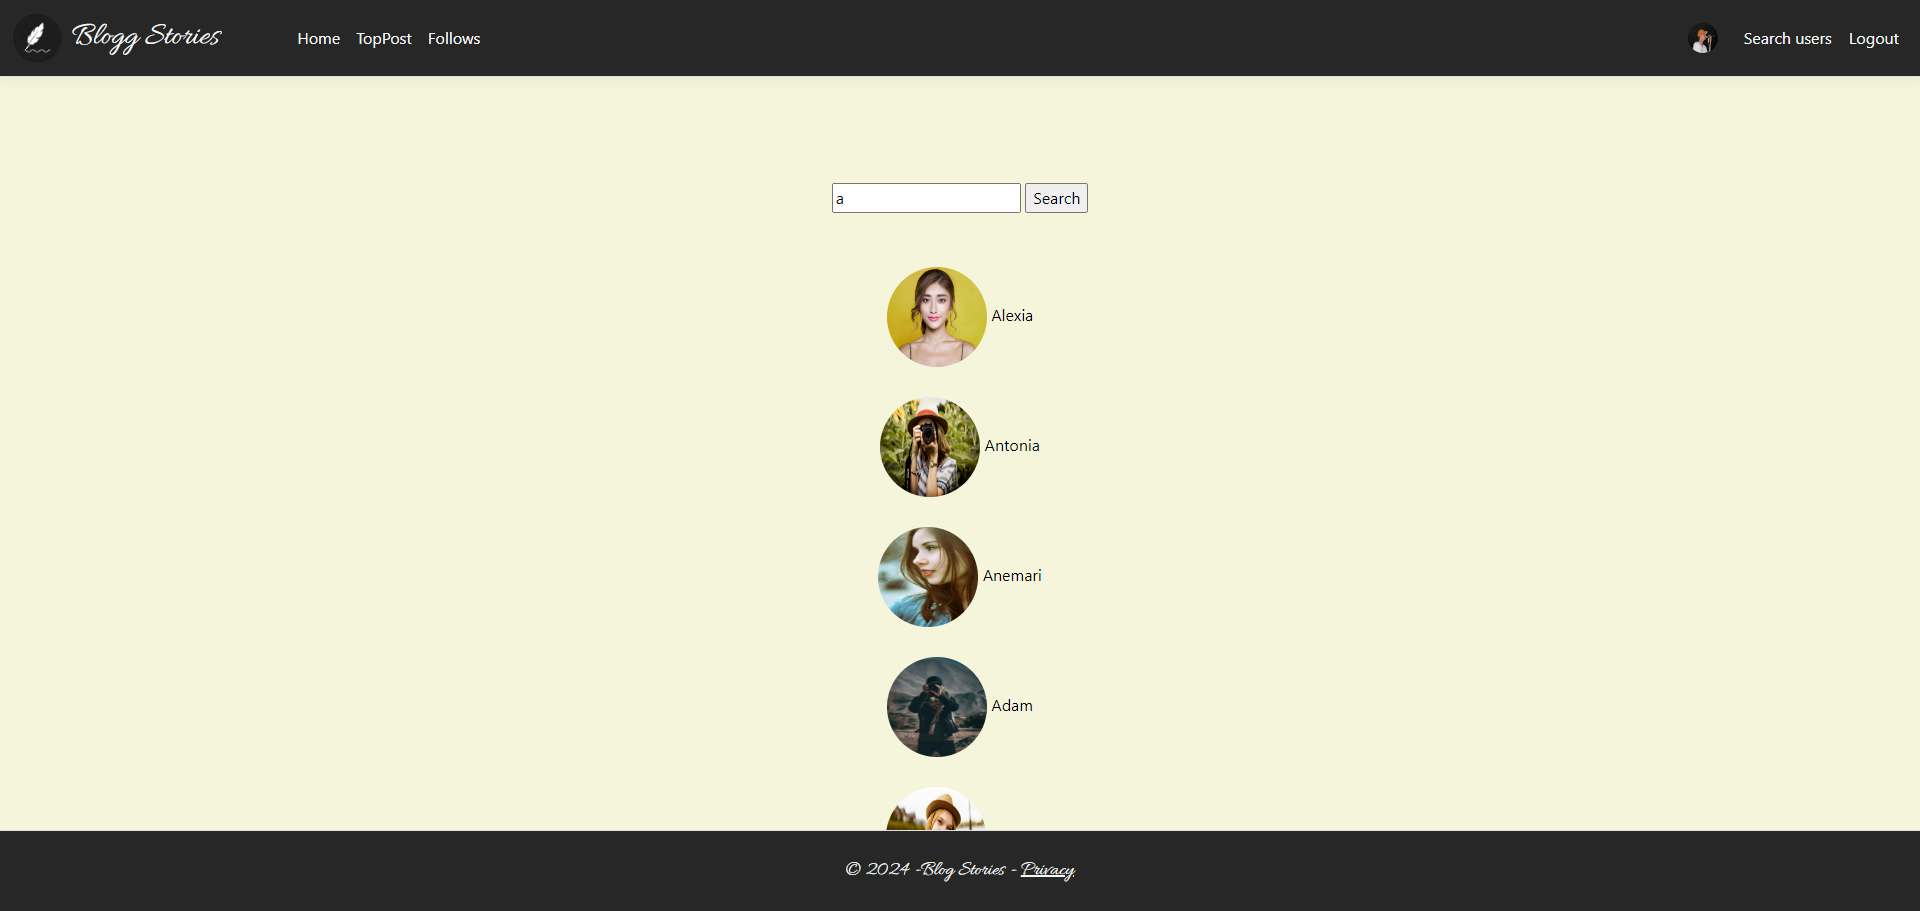 Blogg Stories Home TopPost Follows Search users Logout
a Search
Alexia
Antonia
Anemari
Adam
© 2024 -Blog Stories - Privacy